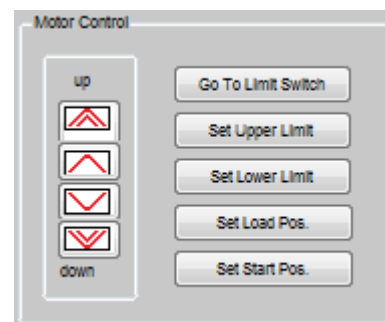 Motor Control
up
down
Go To Limit Switch
Set Upper Limit
Set Lower Limit
Set Load Pos.
Set Start Pos.